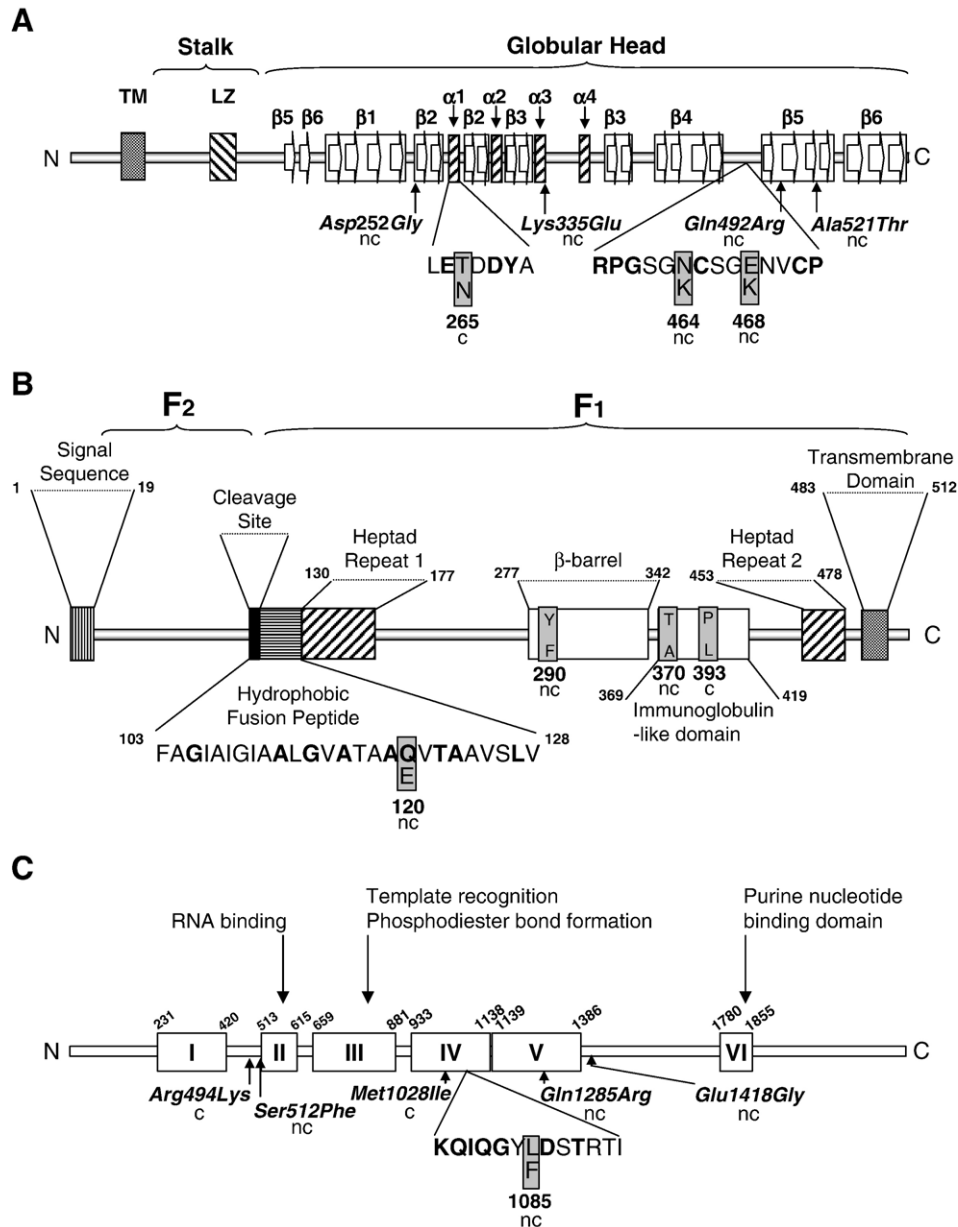 A
Stalk
Globular Head
TM
LZ
β5 β6 β1 β2 α1 β2 α2 β3 α3 α4 β3 β4 β5 β6
N
C
Asp252Gly
nc
Lys335Glu
nc
Gln492Arg
nc
Ala521Thr
nc
LETDDYA
N
265
c
RPGSGNCSGENVCP
K
K
464
nc
468
nc
B
F2
F1
Signal
Sequence
1
19
Cleavage
Site
Heptad
Repeat 1
130
177
β-barrel
277
342
Heptad
Repeat 2
453
478
Transmembrane
Domain
483
512
N
C
Y
F
290
nc
T
A
370
nc
P
L
393
c
369
419
Immunoglobulin
-like domain
Hydrophobic
Fusion Peptide
103
128
FAGIAIGIAALGVATAAQVTAAVSLV
E
120
nc
C
RNA binding
Template recognition
Phosphodiester bond formation
Purine nucleotide
binding domain
231 420 513 615 659 881 933 1138 1139 1386 1780 1855
N
I II III IV V VI
C
Arg494Lys
c
Ser512Phe
nc
Met1028Ile
c
Gln1285Arg
nc
Glu1418Gly
nc
KQIQGYLDSTRTI
F
1085
nc